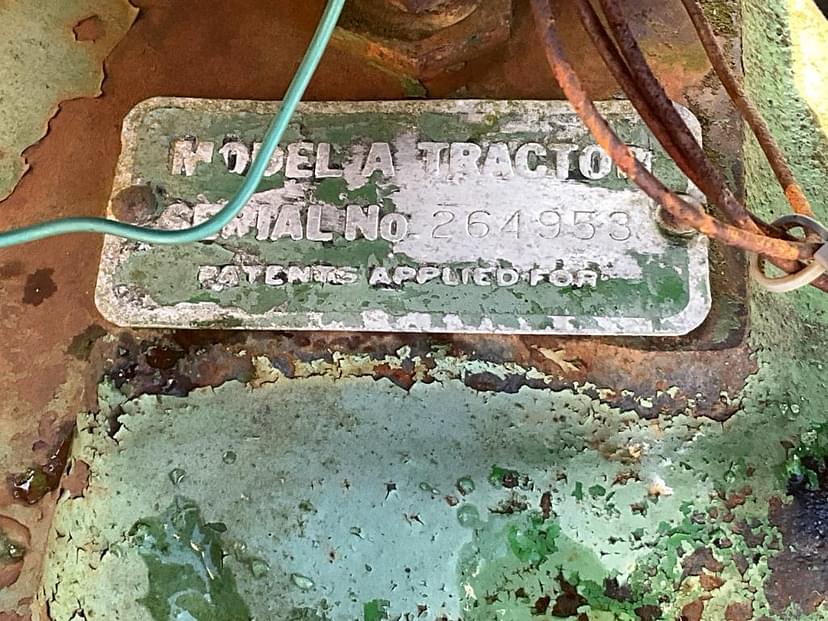 MODEL A TRACTOR
SERIAL No. 264953
PATENTS APPLIED FOR